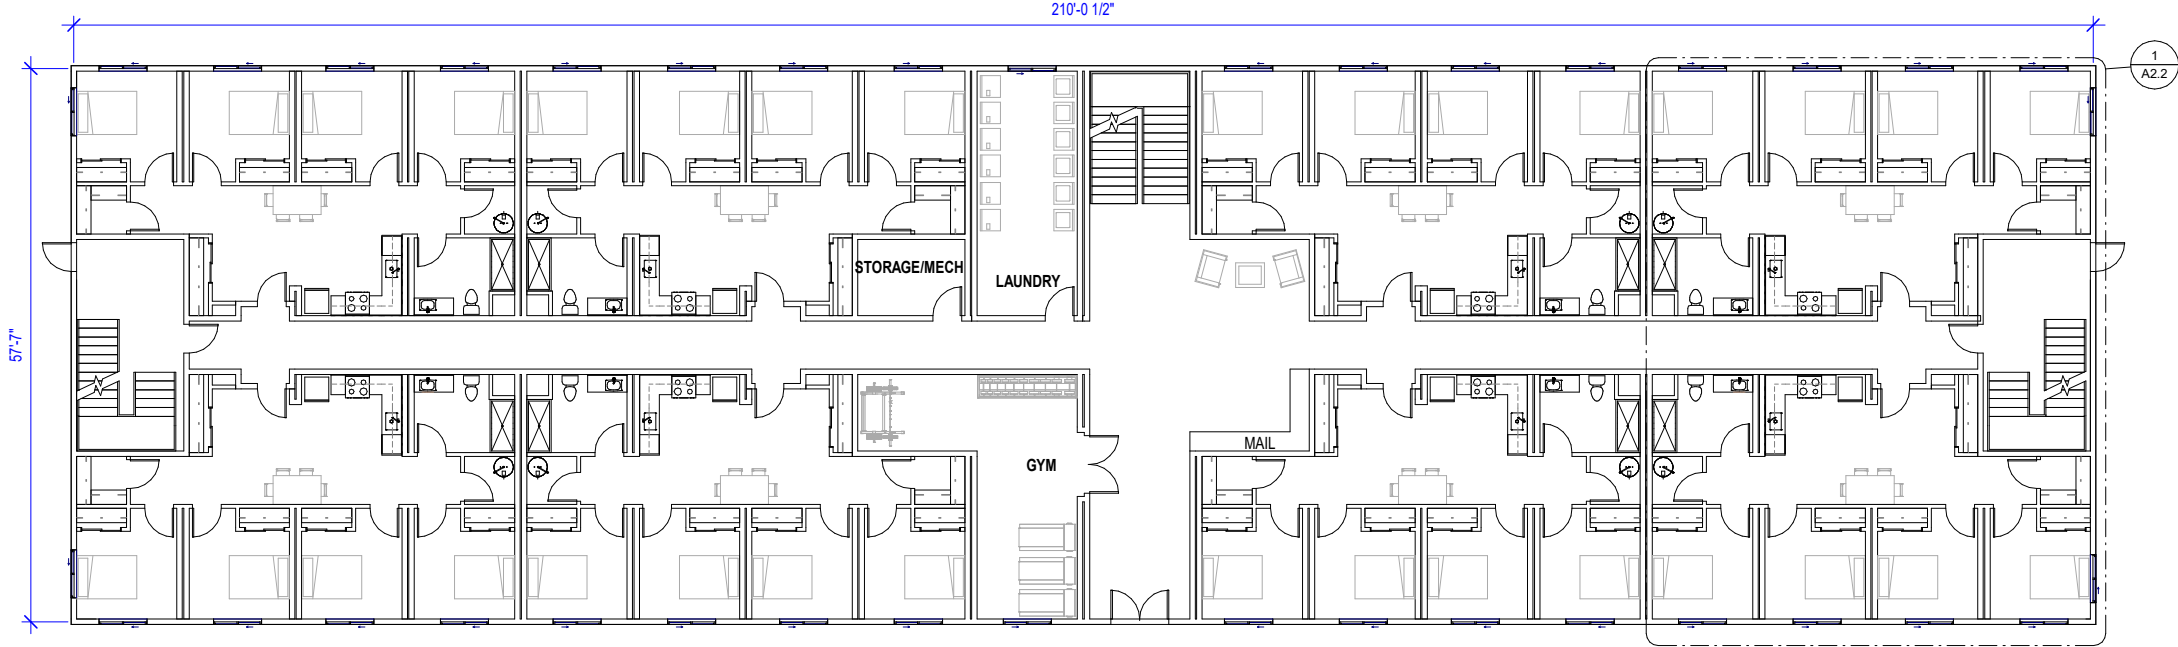 210'-0 1/2"
1
A2.2
57'-7"
STORAGE/MECH
LAUNDRY
MAIL
GYM